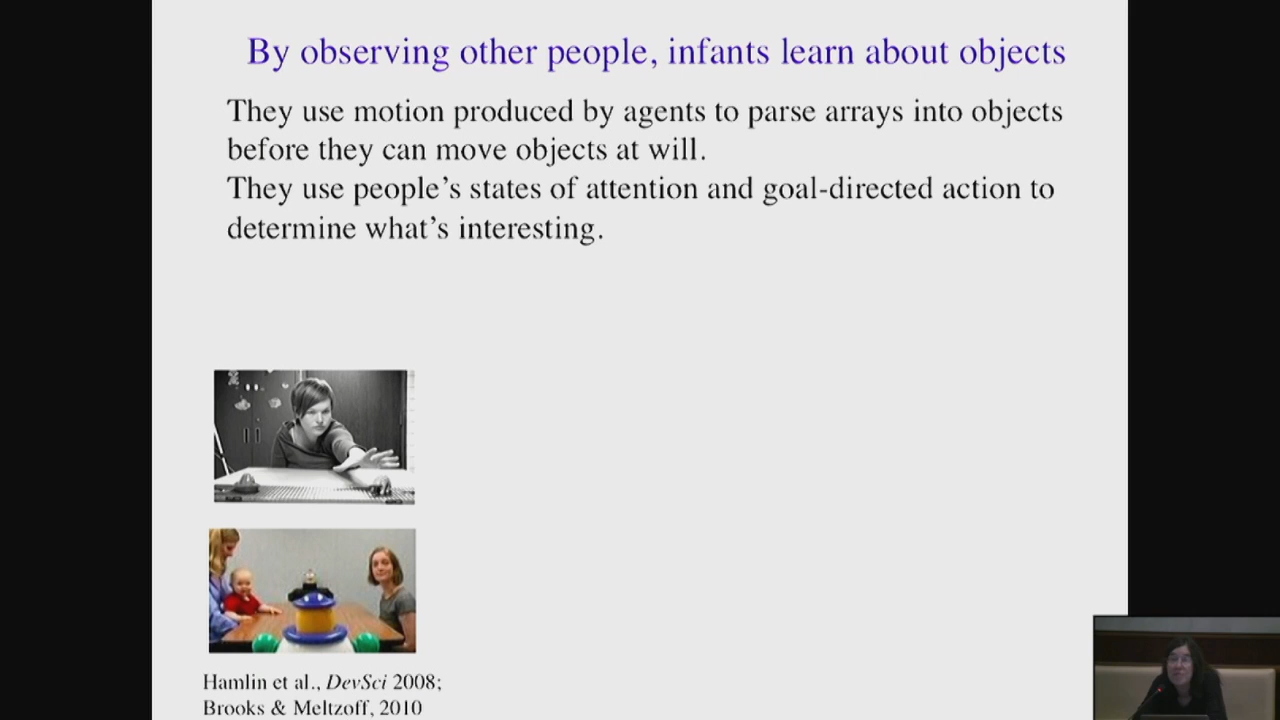 By observing other people, infants learn about objects
They use motion produced by agents to parse arrays into objects
before they can move objects at will.
They use people’s states of attention and goal-directed action to
determine what’s interesting.
Hamlin et al., DevSci 2008;
Brooks & Meltzoff, 2010